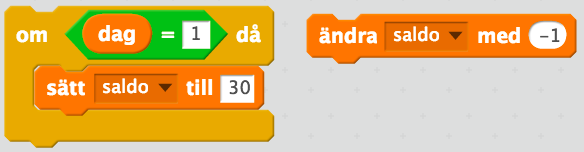 om dag = 1 då
sätt saldo till 30
ändra saldo med -1